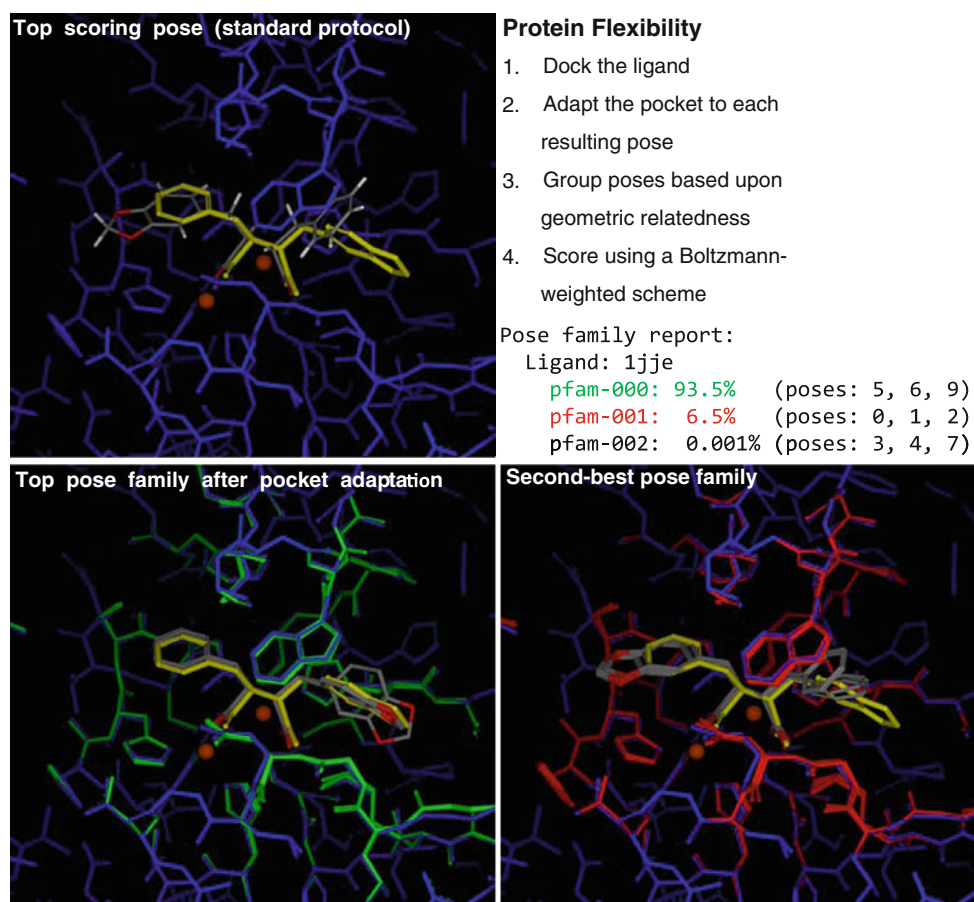 Top scoring pose (standard protocol)
Protein Flexibility
1. Dock the ligand
2. Adapt the pocket to each
resulting pose
3. Group poses based upon
geometric relatedness
4. Score using a Boltzmann-
weighted scheme
Pose family report:
Ligand: 1jje
pfam-000: 93.5% (poses: 5, 6, 9)
pfam-001: 6.5% (poses: 0, 1, 2)
pfam-002: 0.001% (poses: 3, 4, 7)
Top pose family after pocket adaptation
Second-best pose family